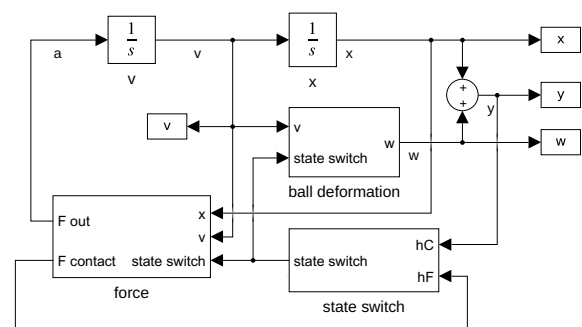 1
s
v
a
v
1
s
x
x
x
+
+
y
y
v
v
state switch
w
w
w
ball deformation
F out
x
v
F contact
state switch
force
state switch
hC
hF
state switch